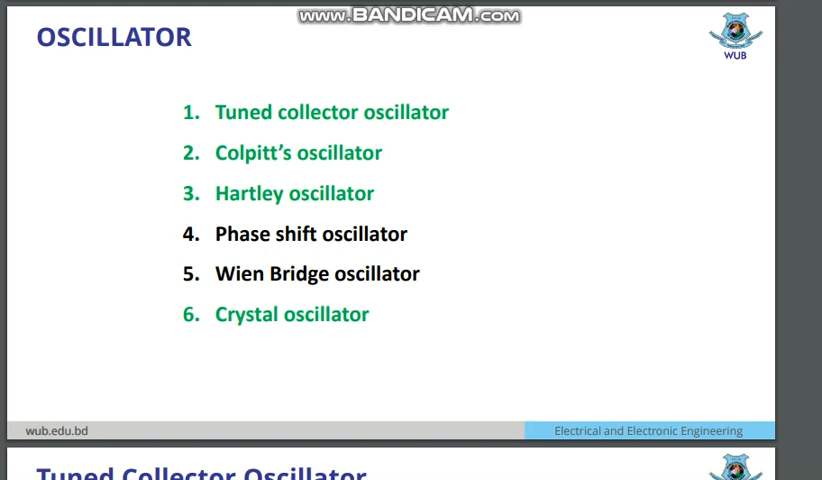 www.BANDICAM.com
OSCILLATOR
WUB
1. Tuned collector oscillator
2. Colpitt’s oscillator
3. Hartley oscillator
4. Phase shift oscillator
5. Wien Bridge oscillator
6. Crystal oscillator
wub.edu.bd
Electrical and Electronic Engineering
Tuned Collector Oscillator